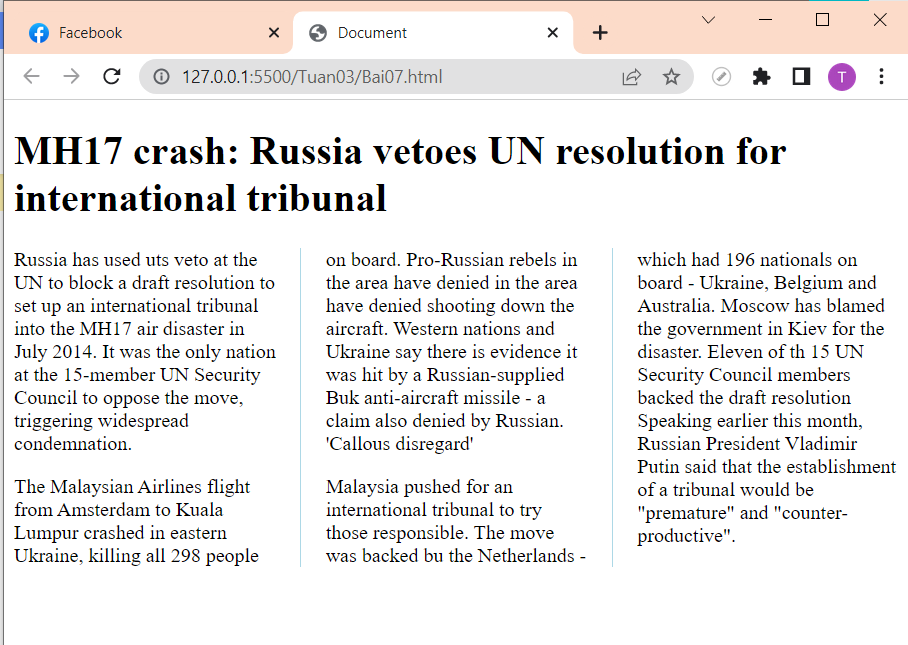 Facebook
Document
127.0.0.1:5500/Tuan03/Bai07.html
T
MH17 crash: Russia vetoes UN resolution for
international tribunal
Russia has used uts veto at the
UN to block a draft resolution to
set up an international tribunal
into the MH17 air disaster in
July 2014. It was the only nation
at the 15-member UN Security
Council to oppose the move,
triggering widespread
condemnation.
The Malaysian Airlines flight
from Amsterdam to Kuala
Lumpur crashed in eastern
Ukraine, killing all 298 people
on board. Pro-Russian rebels in
the area have denied in the area
have denied shooting down the
aircraft. Western nations and
Ukraine say there is evidence it
was hit by a Russian-supplied
Buk anti-aircraft missile - a
claim also denied by Russian.
'Callous disregard'
Malaysia pushed for an
international tribunal to try
those responsible. The move
was backed bu the Netherlands -
which had 196 nationals on
board - Ukraine, Belgium and
Australia. Moscow has blamed
the government in Kiev for the
disaster. Eleven of th 15 UN
Security Council members
backed the draft resolution
Speaking earlier this month,
Russian President Vladimir
Putin said that the establishment
of a tribunal would be
"premature" and "counter-
productive".